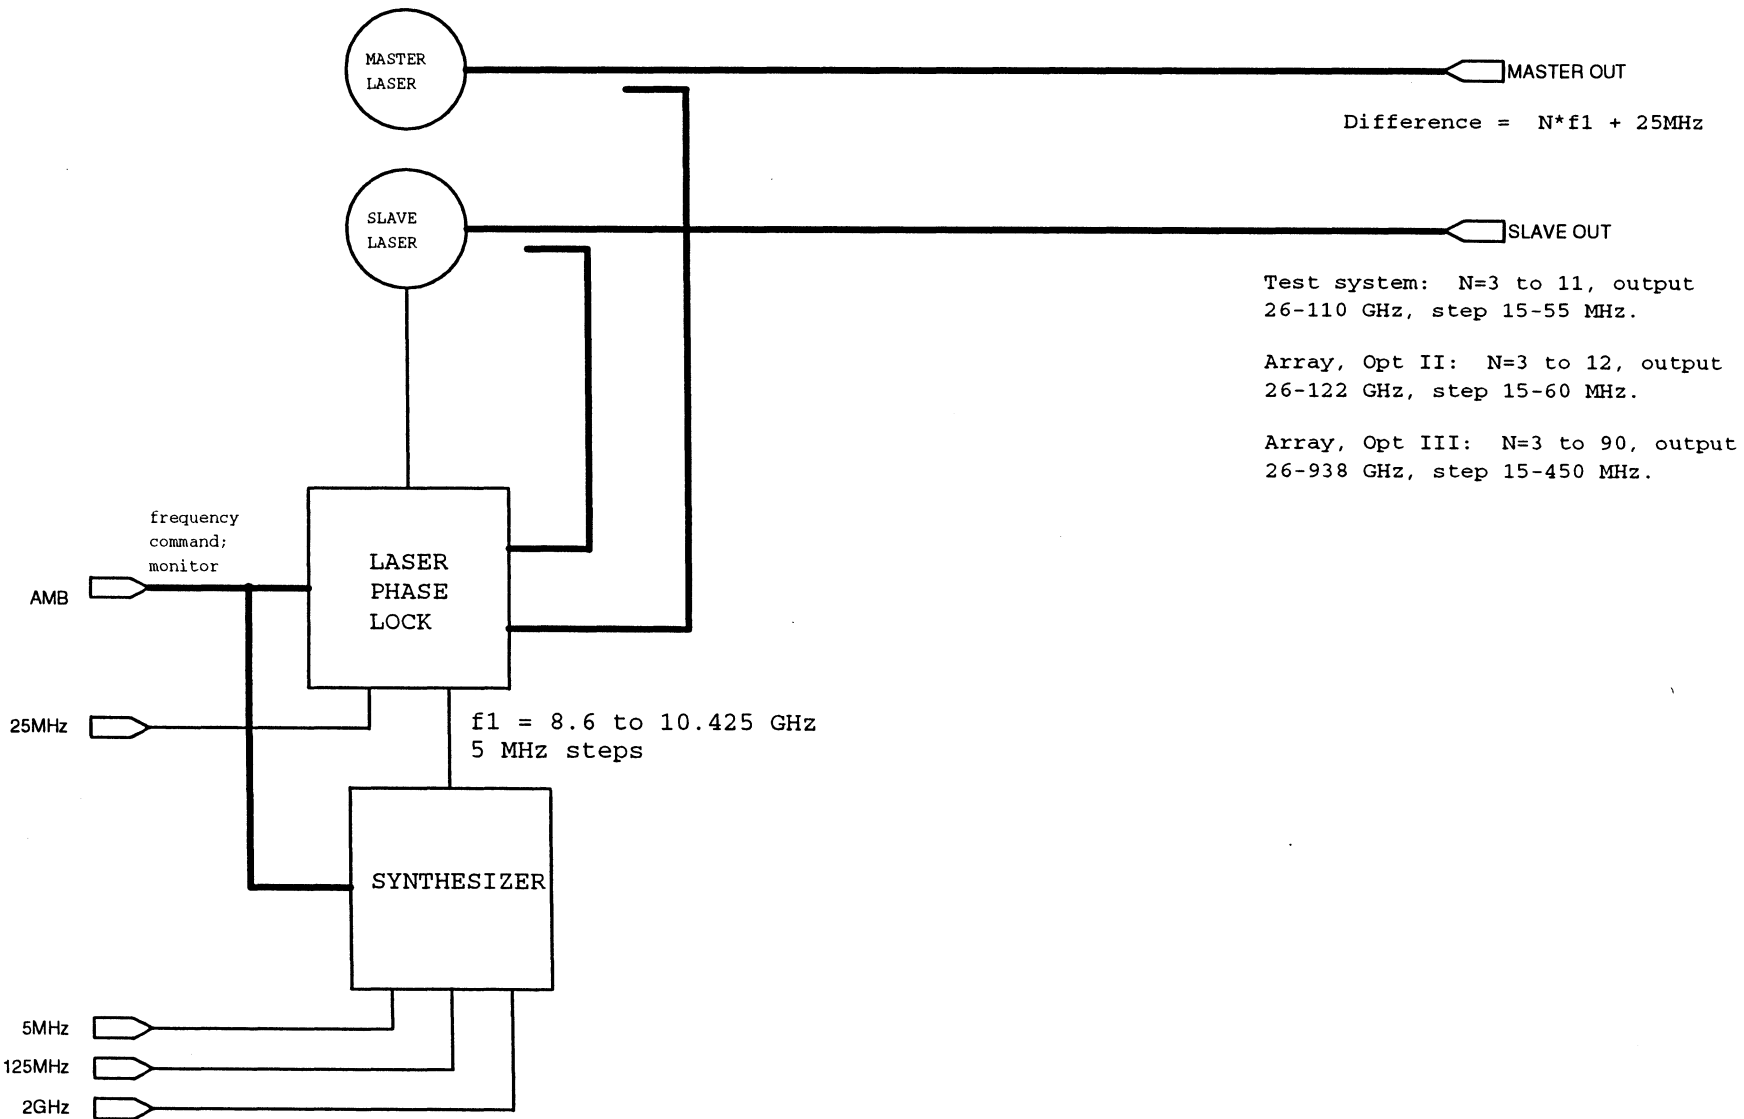 MASTER
LASER
MASTER OUT
Difference = N*f1 + 25MHz
SLAVE
LASER
SLAVE OUT
Test system: N=3 to 11, output
26-110 GHz, step 15-55 MHz.
Array, Opt II: N=3 to 12, output
26-122 GHz, step 15-60 MHz.
Array, Opt III: N=3 to 90, output
26-938 GHz, step 15-450 MHz.
frequency
command;
monitor
AMB
LASER
PHASE
LOCK
25MHz
f1 = 8.6 to 10.425 GHz
5 MHz steps
SYNTHESIZER
5MHz
125MHz
2GHz